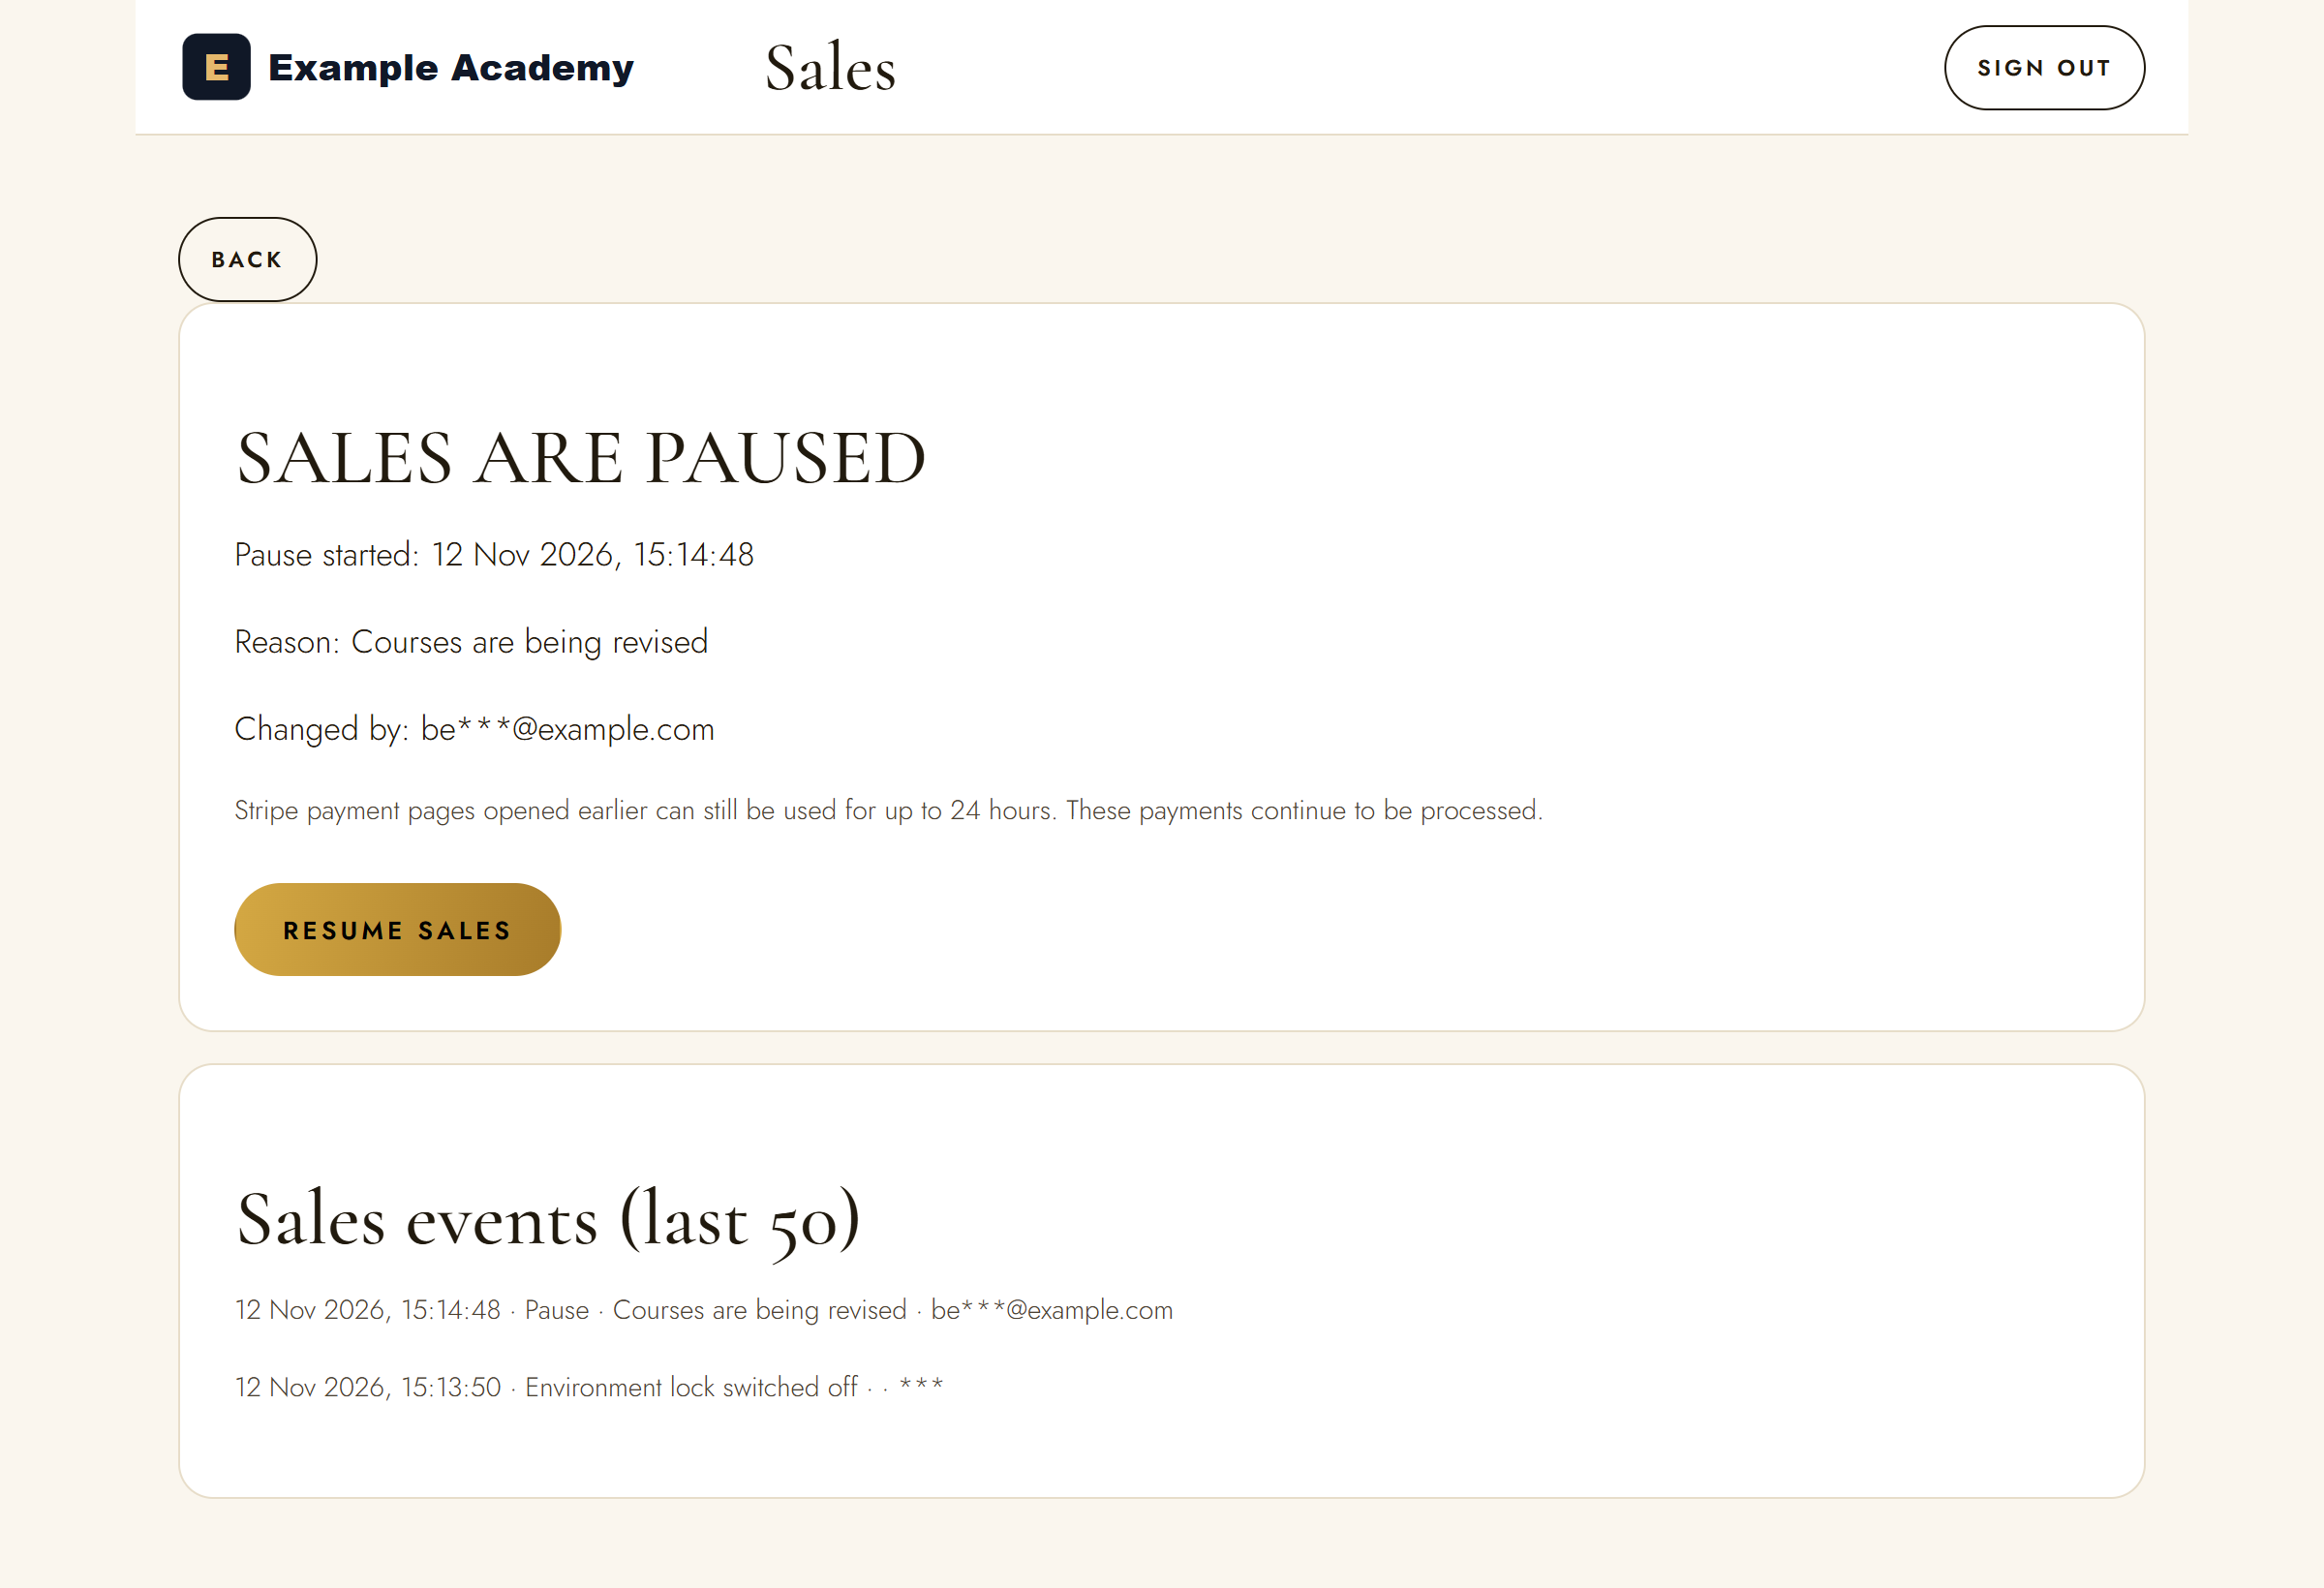 E Example Academy
Sales
SIGN OUT
BACK
SALES ARE PAUSED
Pause started: 12 Nov 2026, 15:14:48
Reason: Courses are being revised
Changed by: be***@example.com
Stripe payment pages opened earlier can still be used for up to 24 hours. These payments continue to be processed.
RESUME SALES
Sales events (last 50)
12 Nov 2026, 15:14:48 · Pause · Courses are being revised · be***@example.com
12 Nov 2026, 15:13:50 · Environment lock switched off · · ***